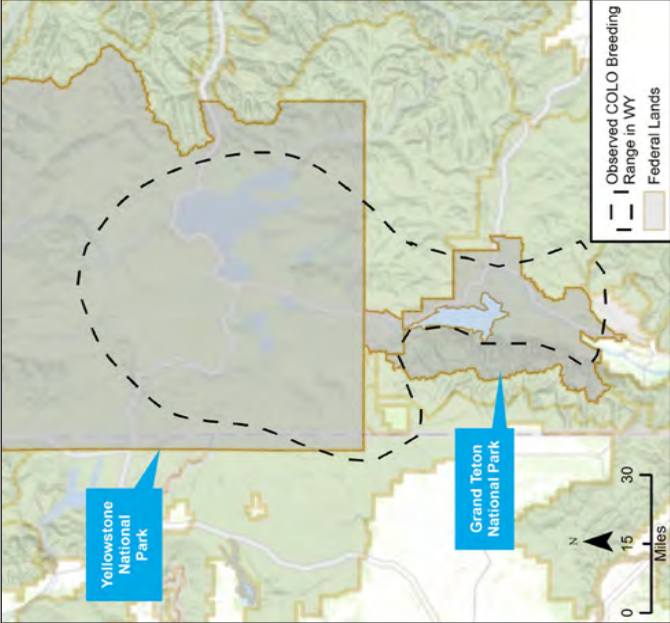 Observed COLO Breeding
Range in WY
Federal Lands
Yellowstone
National
Park
Grand Teton
National Park
N
0 15 30
Miles